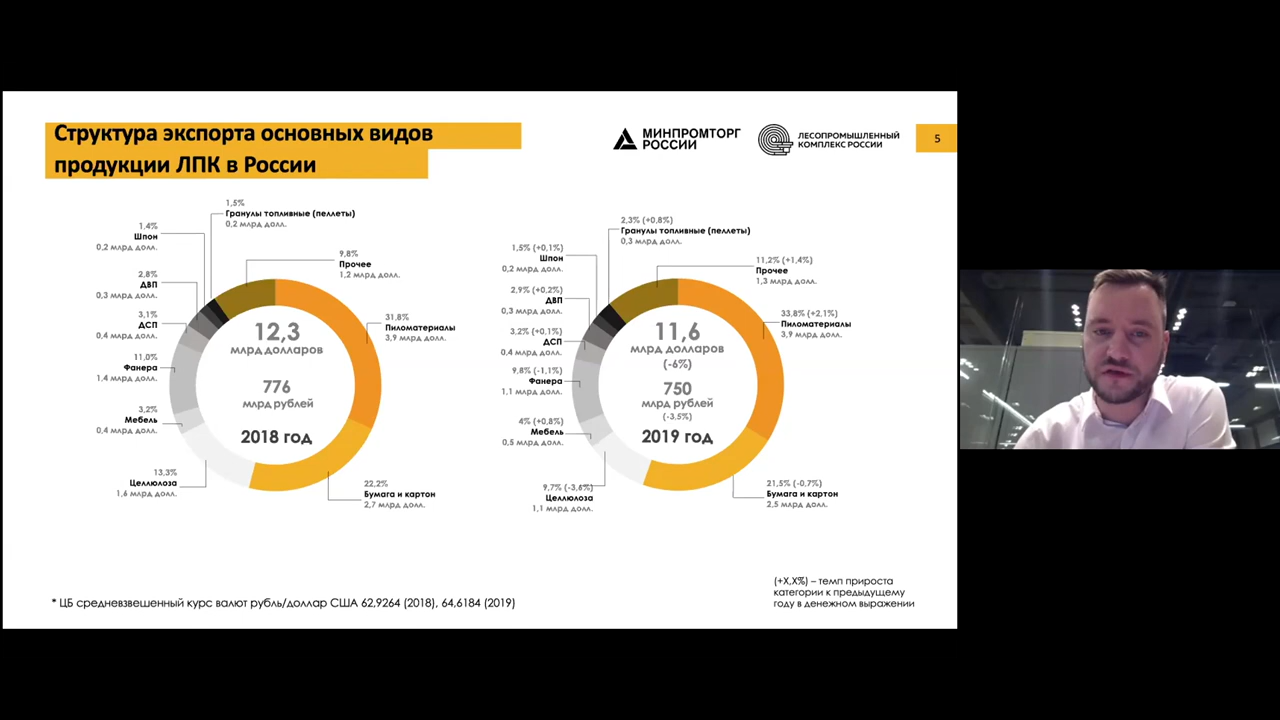 Структура экспорта основных видов
продукции ЛПК в России
МИНПРОМТОРГ
РОССИИ
ЛЕСОПРОМЫШЛЕННЫЙ
КОМПЛЕКС РОССИИ
5
1,5%
Гранулы топливные (пеллеты)
0,2 млрд долл.
1,4%
Шпон
0,2 млрд долл.
9,8%
Прочее
1,2 млрд долл.
2,8%
ДВП
0,3 млрд долл.
31,8%
Пиломатериалы
3,9 млрд долл.
3,1%
ДСП
0,4 млрд долл.
11,0%
Фанера
1,4 млрд долл.
3,2%
Мебель
0,4 млрд долл.
13,3%
Целлюлоза
1,6 млрд долл.
22,2%
Бумага и картон
2,7 млрд долл.
12,3
млрд долларов
776
млрд рублей
2018 год
2,3% (+0,8%)
Гранулы топливные (пеллеты)
0,3 млрд долл.
1,5% (+0,1%)
Шпон
0,2 млрд долл.
11,2% (+1,4%)
Прочее
1,3 млрд долл.
2,9% (+0,2%)
ДВП
0,3 млрд долл.
33,8% (+2,1%)
Пиломатериалы
3,9 млрд долл.
3,2% (+0,1%)
ДСП
0,4 млрд долл.
9,8% (-1,1%)
Фанера
1,1 млрд долл.
4% (+0,8%)
Мебель
0,5 млрд долл.
9,7% (-3,6%)
Целлюлоза
1,1 млрд долл.
21,5% (-0,7%)
Бумага и картон
2,5 млрд долл.
11,6
млрд долларов
(-6%)
750
млрд рублей
(-3,5%)
2019 год
(+Х,Х%) – темп прироста
категории к предыдущему
году в денежном выражении
* ЦБ средневзвешенный курс валют рубль/доллар США 62,9264 (2018), 64,6184 (2019)